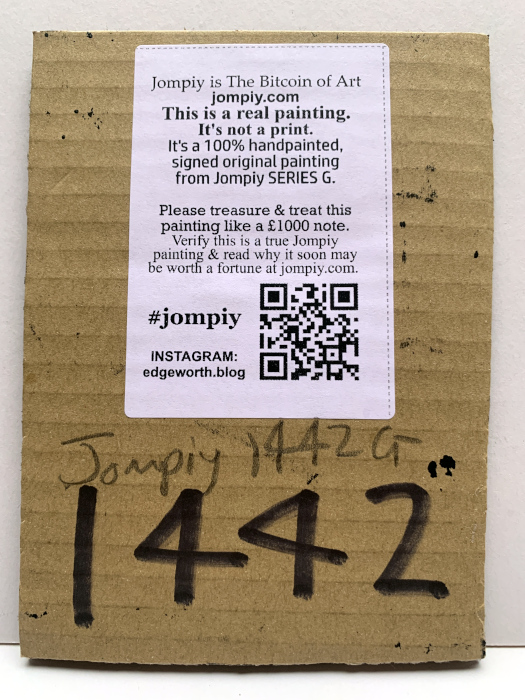 Jompiy is The Bitcoin of Art
jompiy.com
This is a real painting.
It's not a print.
It's a 100% handpainted,
signed original painting
from Jompiy SERIES G.
Please treasure & treat this
painting like a £1000 note.
Verify this is a true Jompiy
painting & read why it soon may
be worth a fortune at jompiy.com.
#jompiy
INSTAGRAM:
edgeworth.blog
Jompiy 1442 G
1442